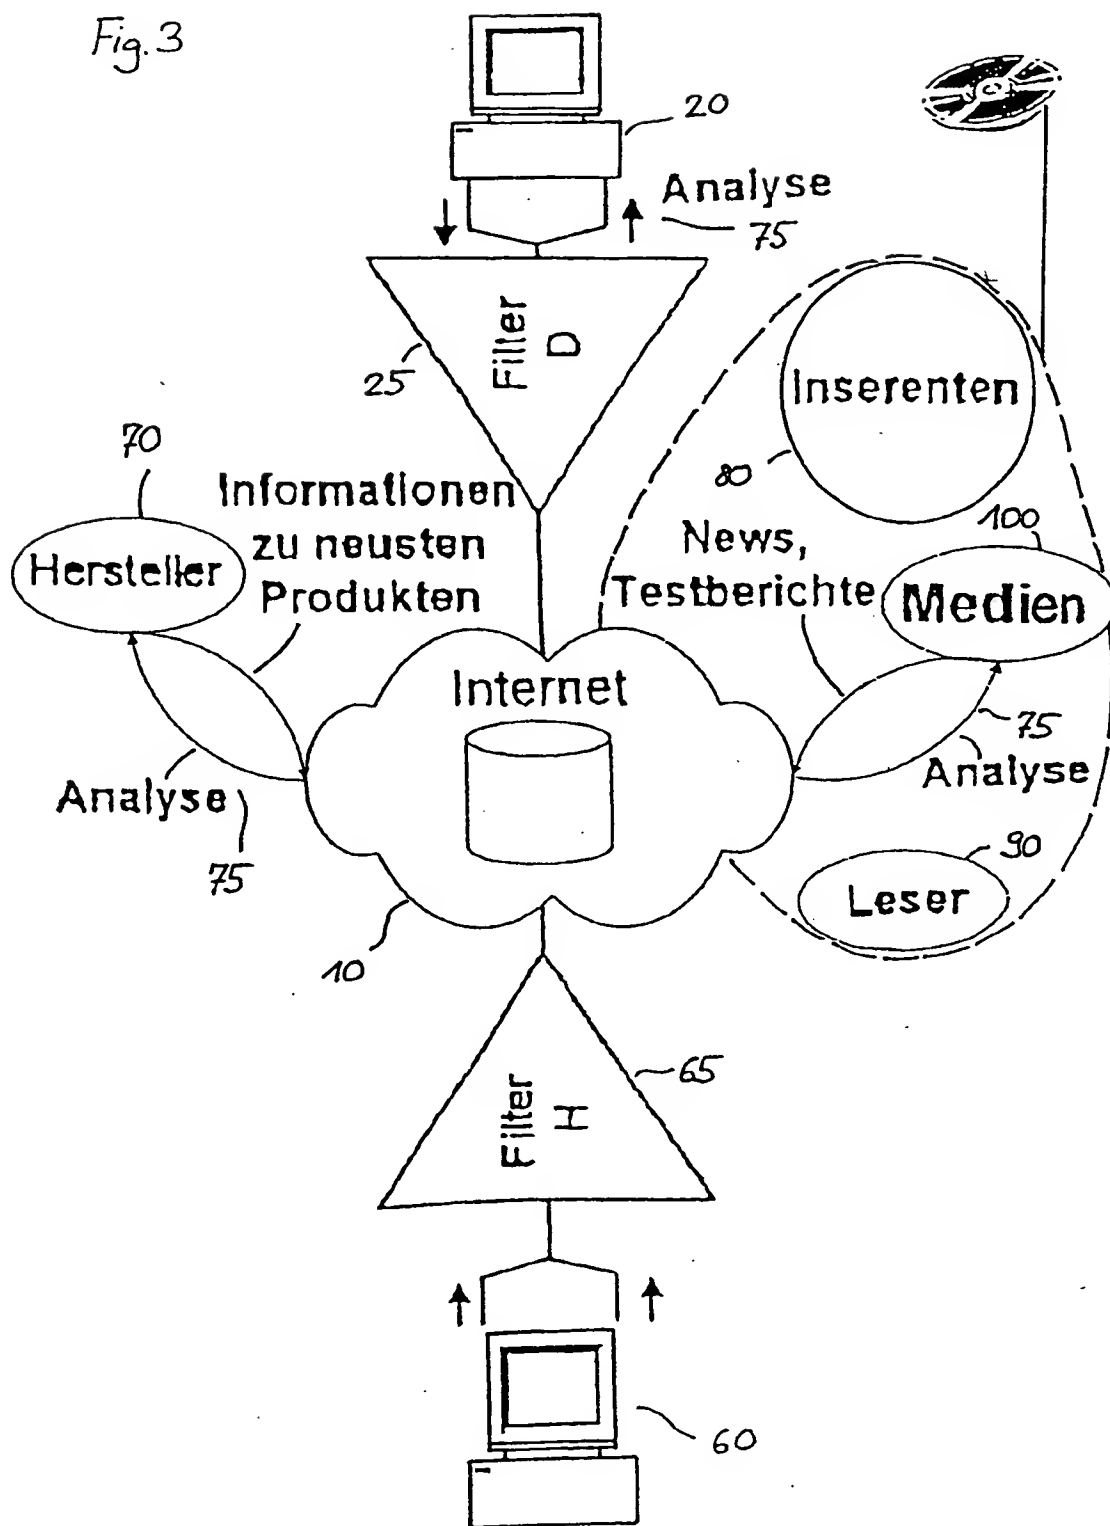 Fig. 3
20
Analyse
75
Filter
D
25
Inserenten
80
70
Hersteller
Informationen
zu neusten
Produkten
News,
Testberichte
100
Medien
Internet
75
Analyse
Analyse
75
90
Leser
10
65
Filter
H
60